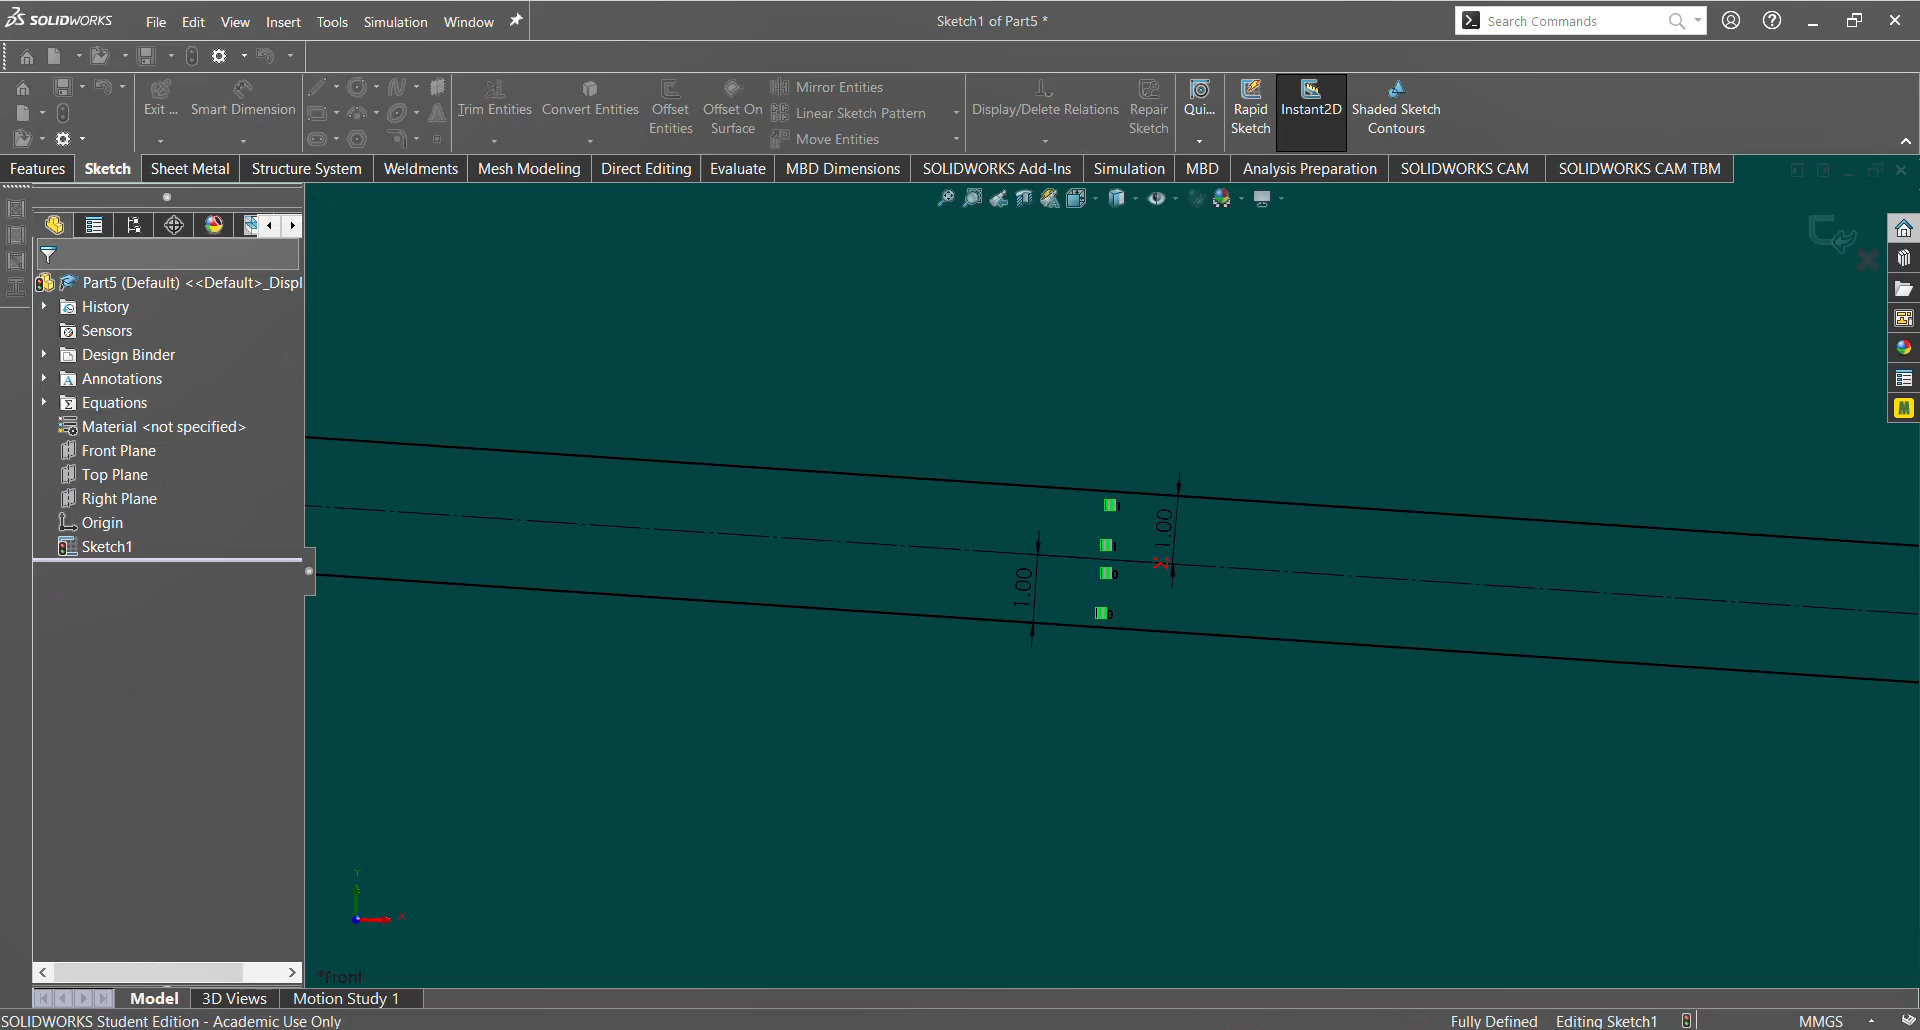 SOLIDWORKS File Edit View Insert Tools Simulation Window Sketch1 of Part5 * Search Commands
Exit ... Smart Dimension Trim Entities Convert Entities Offset Entities Offset On Surface Mirror Entities Linear Sketch Pattern Move Entities Display/Delete Relations Repair Sketch Qui... Rapid Sketch Instant2D Shaded Sketch Contours
Features Sketch Sheet Metal Structure System Weldments Mesh Modeling Direct Editing Evaluate MBD Dimensions SOLIDWORKS Add-Ins Simulation MBD Analysis Preparation SOLIDWORKS CAM SOLIDWORKS CAM TBM
Part5 (Default) <<Default>_Displ
History
Sensors
Design Binder
Annotations
Equations
Material <not specified>
Front Plane
Top Plane
Right Plane
Origin
Sketch1
1.00
1.00
Y
X
*Front
Model 3D Views Motion Study 1
SOLIDWORKS Student Edition - Academic Use Only Fully Defined Editing Sketch1 MMGS